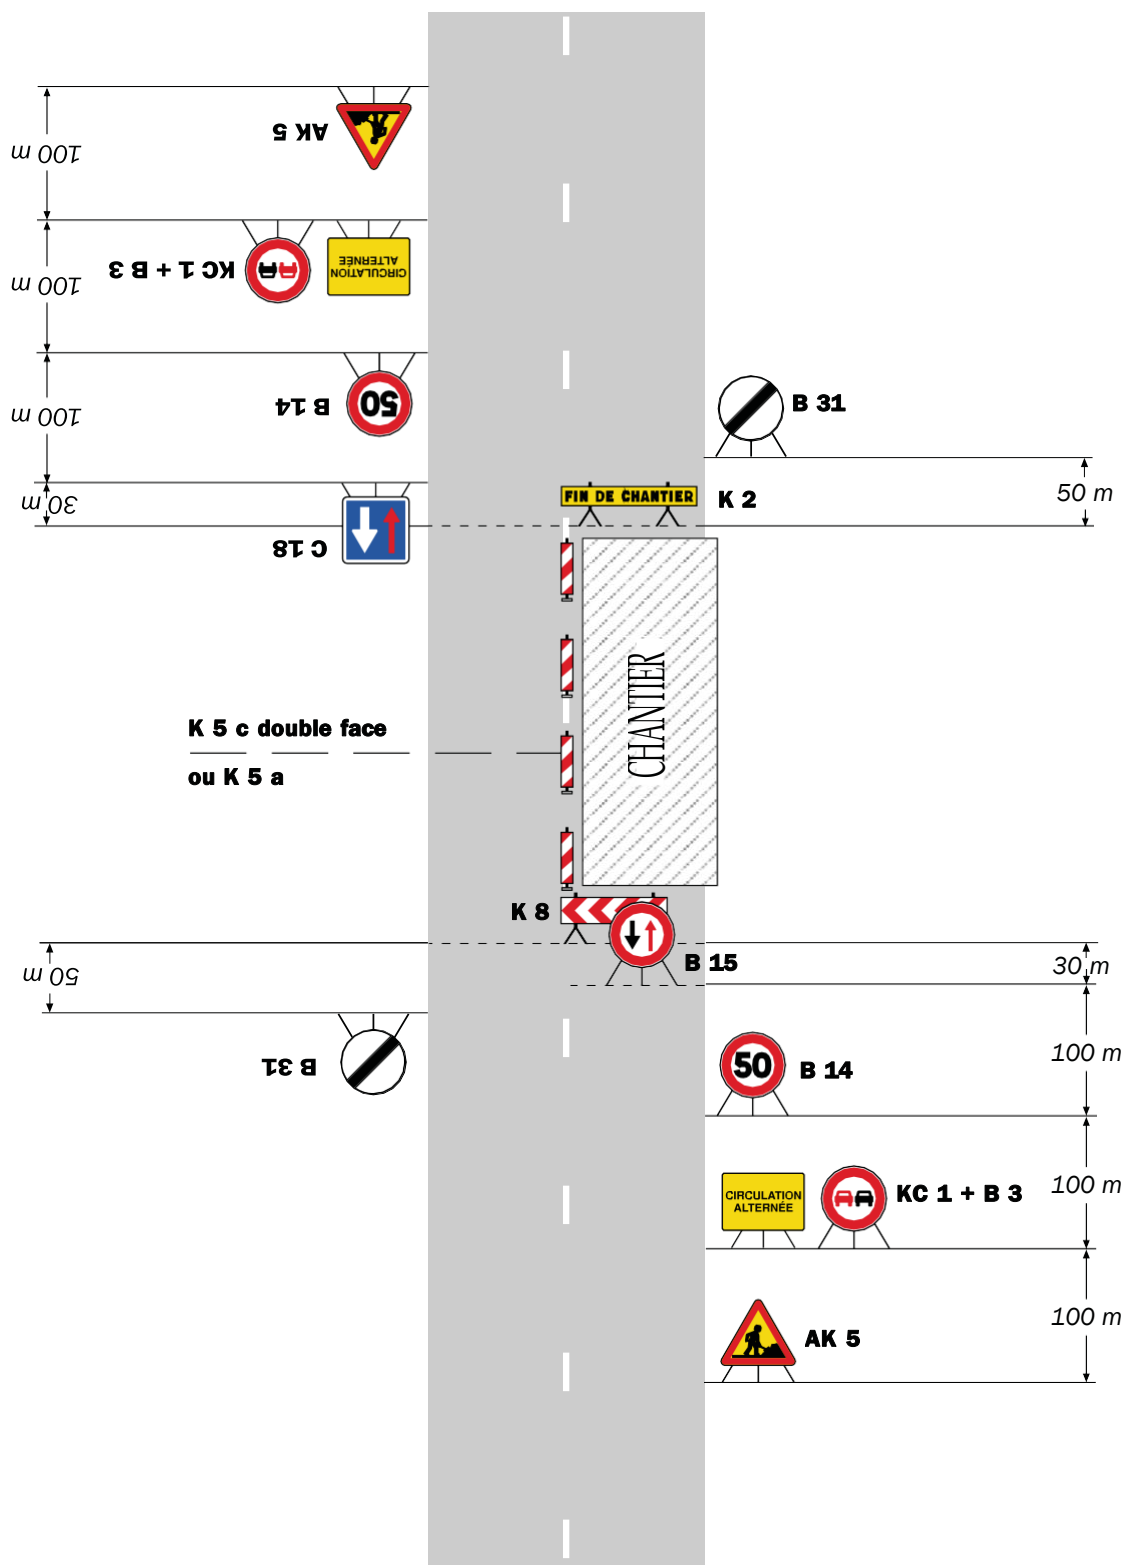 AK 5
100 m
KC 1 + B 3
CIRCULATION
ALTERNÉE
100 m
B 14
50
100 m
B 31
30 m
C 18
FIN DE CHANTIER
K 2
50 m
CHANTIER
K 5 c double face
ou K 5 a
K 8
B 15
50 m
30 m
B 31
50
B 14
100 m
CIRCULATION
ALTERNÉE
KC 1 + B 3
100 m
AK 5
100 m